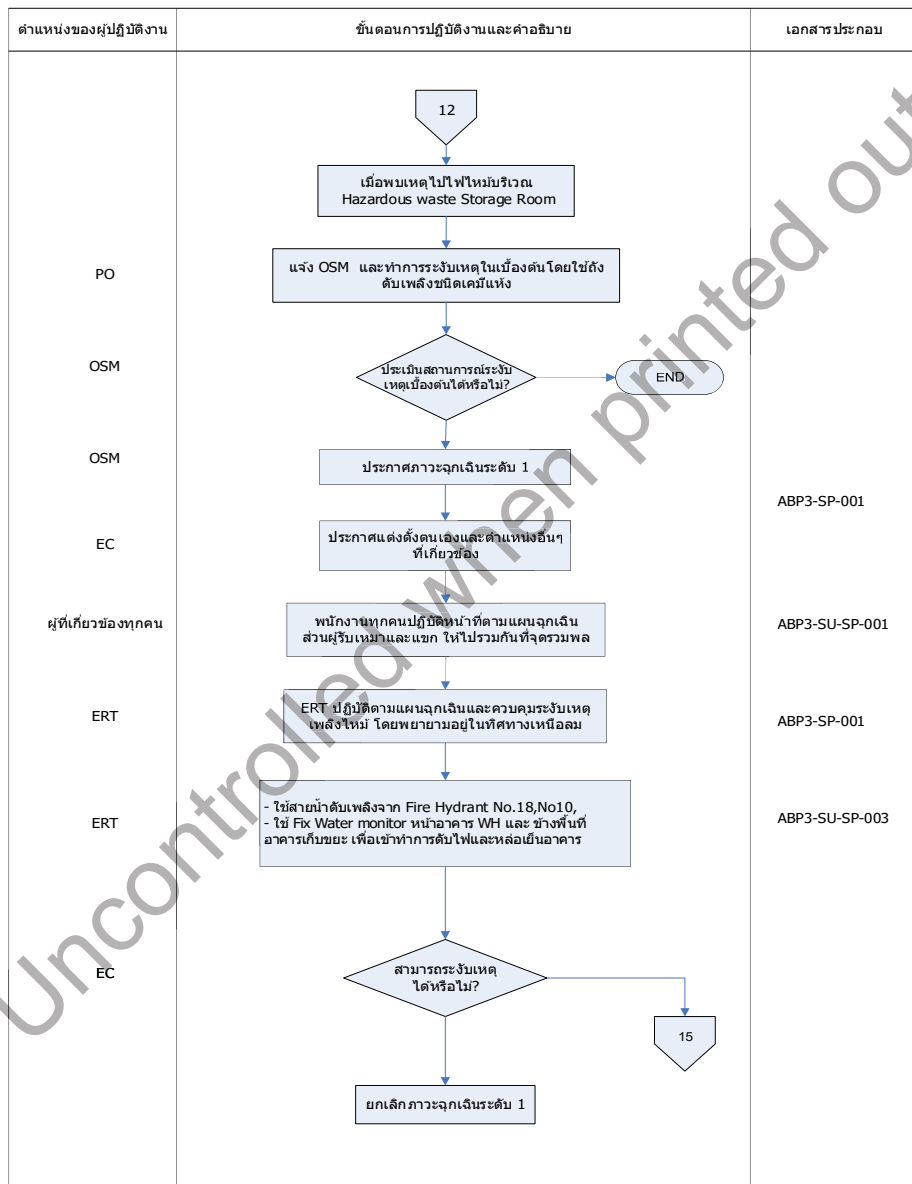 ตำแหน่งของผู้ปฏิบัติงาน
ขั้นตอนการปฏิบัติงานและคำอธิบาย
เอกสารประกอบ
12
เมื่อพบเหตุไปไฟไหม้บริเวณ
Hazardous waste Storage Room
PO
แจ้ง OSM และทำการระงับเหตุในเบื้องต้นโดยใช้ถัง
ดับเพลิงชนิดเคมีแห้ง
OSM
ประเมินสถานการณ์ระงับ
เหตุเบื้องต้นได้หรือไม่?
END
OSM
ประกาศภาวะฉุกเฉินระดับ 1
ABP3-SP-001
EC
ประกาศแต่งตั้งตนเองและตำแหน่งอื่นๆ
ที่เกี่ยวข้อง
ผู้ที่เกี่ยวข้องทุกคน
พนักงานทุกคนปฏิบัติหน้าที่ตามแผนฉุกเฉิน
ส่วนผู้รับเหมาและแขก ให้ไปรวมกันที่จุดรวมพล
ABP3-SU-SP-001
ERT
ERT ปฏิบัติตามแผนฉุกเฉินและควบคุมระงับเหตุ
เพลิงไหม้ โดยพยายามอยู่ในทิศทางเหนือลม
ABP3-SP-001
ERT
- ใช้สายน้ำดับเพลิงจาก Fire Hydrant No.18,No10,
- ใช้ Fix Water monitor หน้าอาคาร WH และ ข้างพื้นที่
อาคารเก็บขยะ เพื่อเข้าทำการดับไฟและหล่อเย็นอาคาร
ABP3-SU-SP-003
EC
สามารถระงับเหตุ
ได้หรือไม่?
15
ยกเลิกภาวะฉุกเฉินระดับ 1
Uncontrolled when printed out